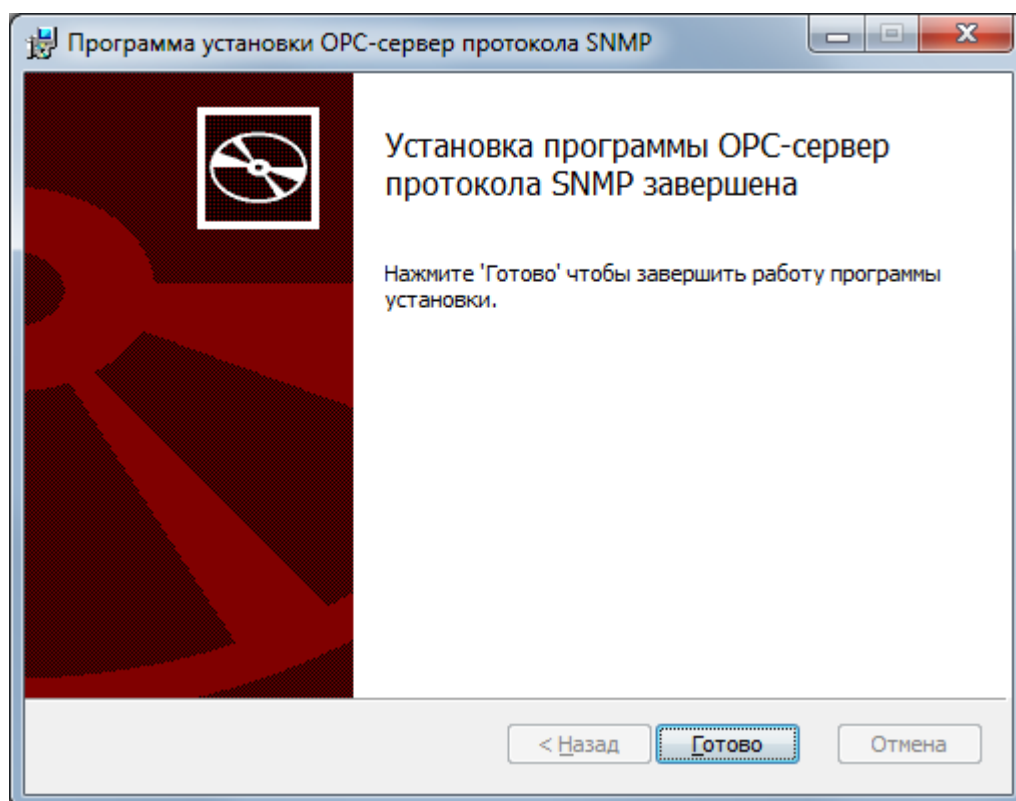 Программа установки OPC-сервер протокола SNMP
Установка программы OPC-сервер
протокола SNMP завершена
Нажмите 'Готово' чтобы завершить работу программы
установки.
< Назад
Готово
Отмена